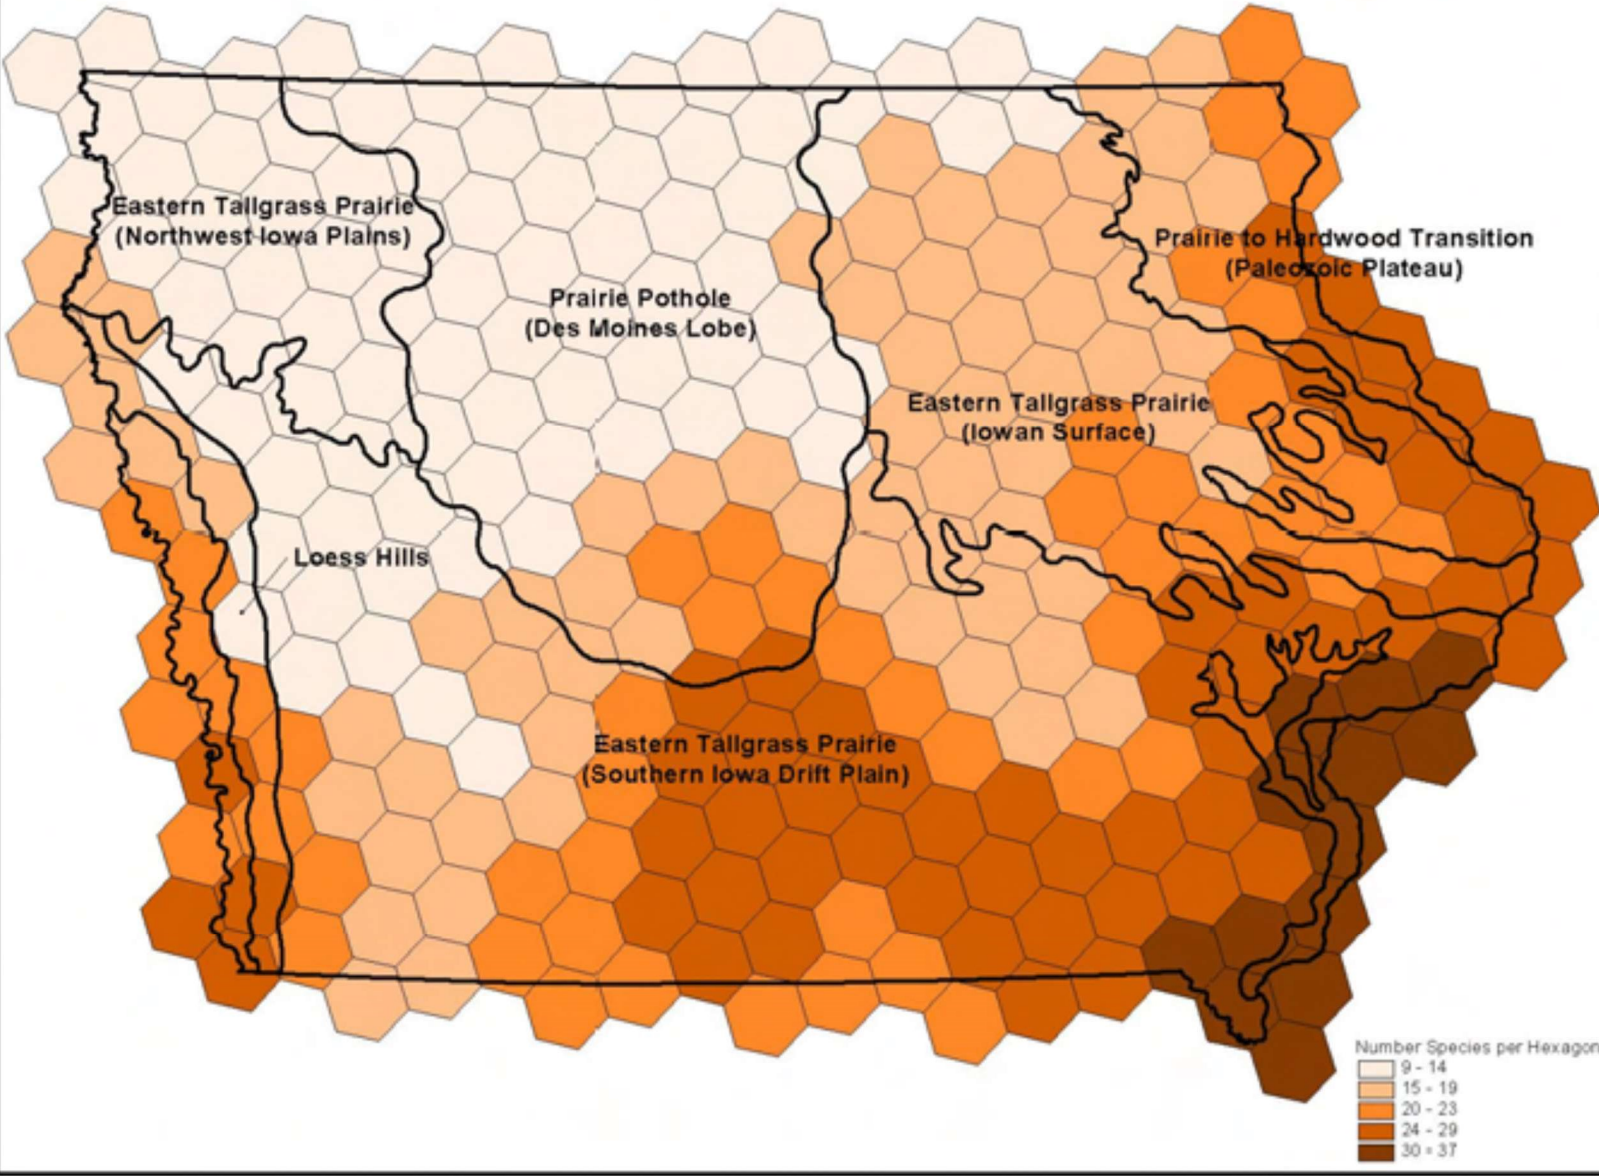 Eastern Tallgrass Prairie
(Northwest Iowa Plains)
Prairie to Hardwood Transition
(Paleozoic Plateau)
Prairie Pothole
(Des Moines Lobe)
Eastern Tallgrass Prairie
(Iowan Surface)
Loess Hills
Eastern Tallgrass Prairie
(Southern Iowa Drift Plain)
Number Species per Hexagon
9 - 14
15 - 19
20 - 23
24 - 29
30 - 37